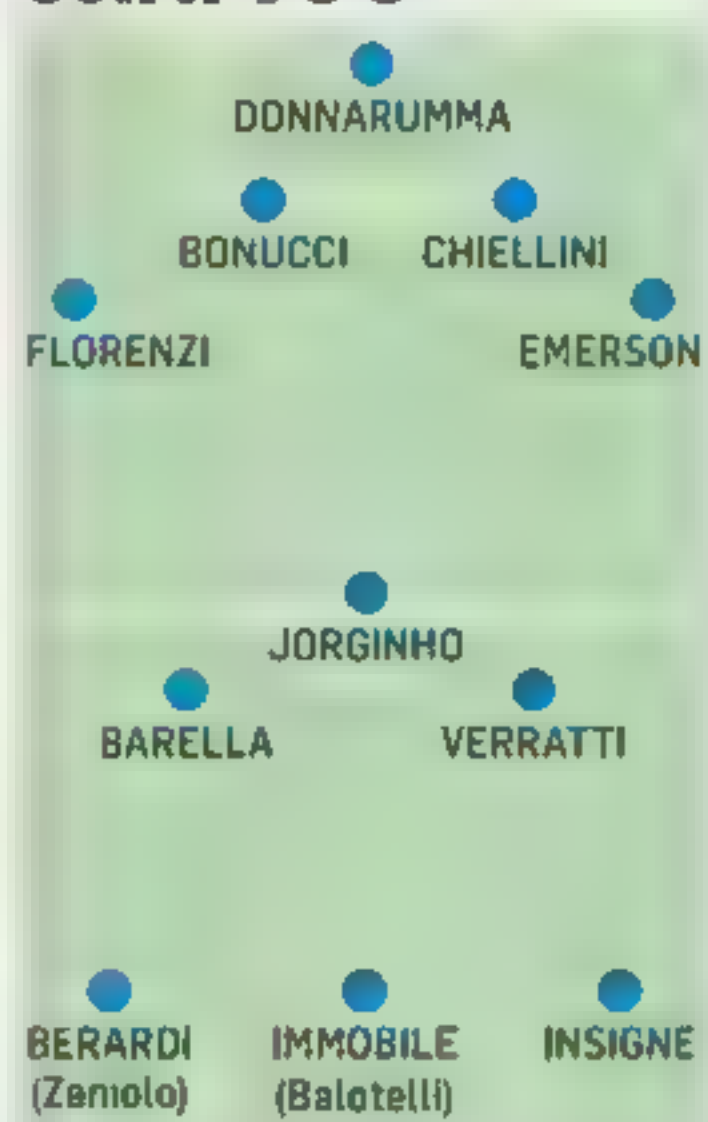 DONNARUMMA
BONUCCI CHIELLINI
FLORENZI EMERSON
JORGINHO
BARELLA VERRATTI
BERARDI IMMOBILE INSIGNE
(Zaniolo) (Balotelli)